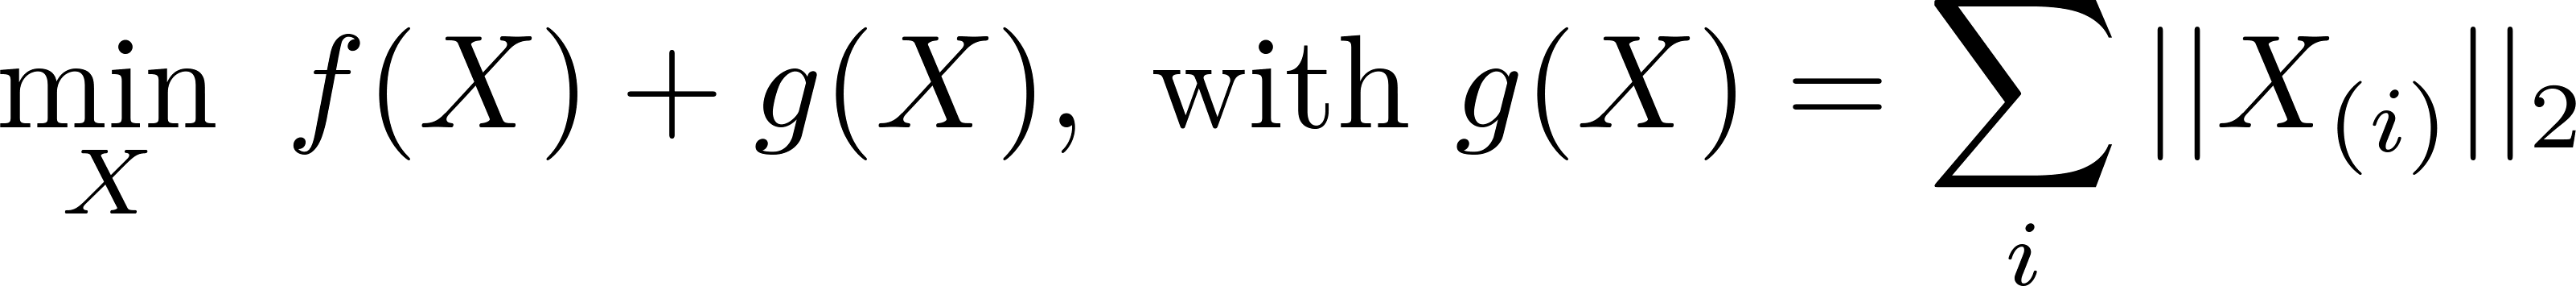 min_X f(X) + g(X), with g(X) = ∑_i ||X_(i)||_2